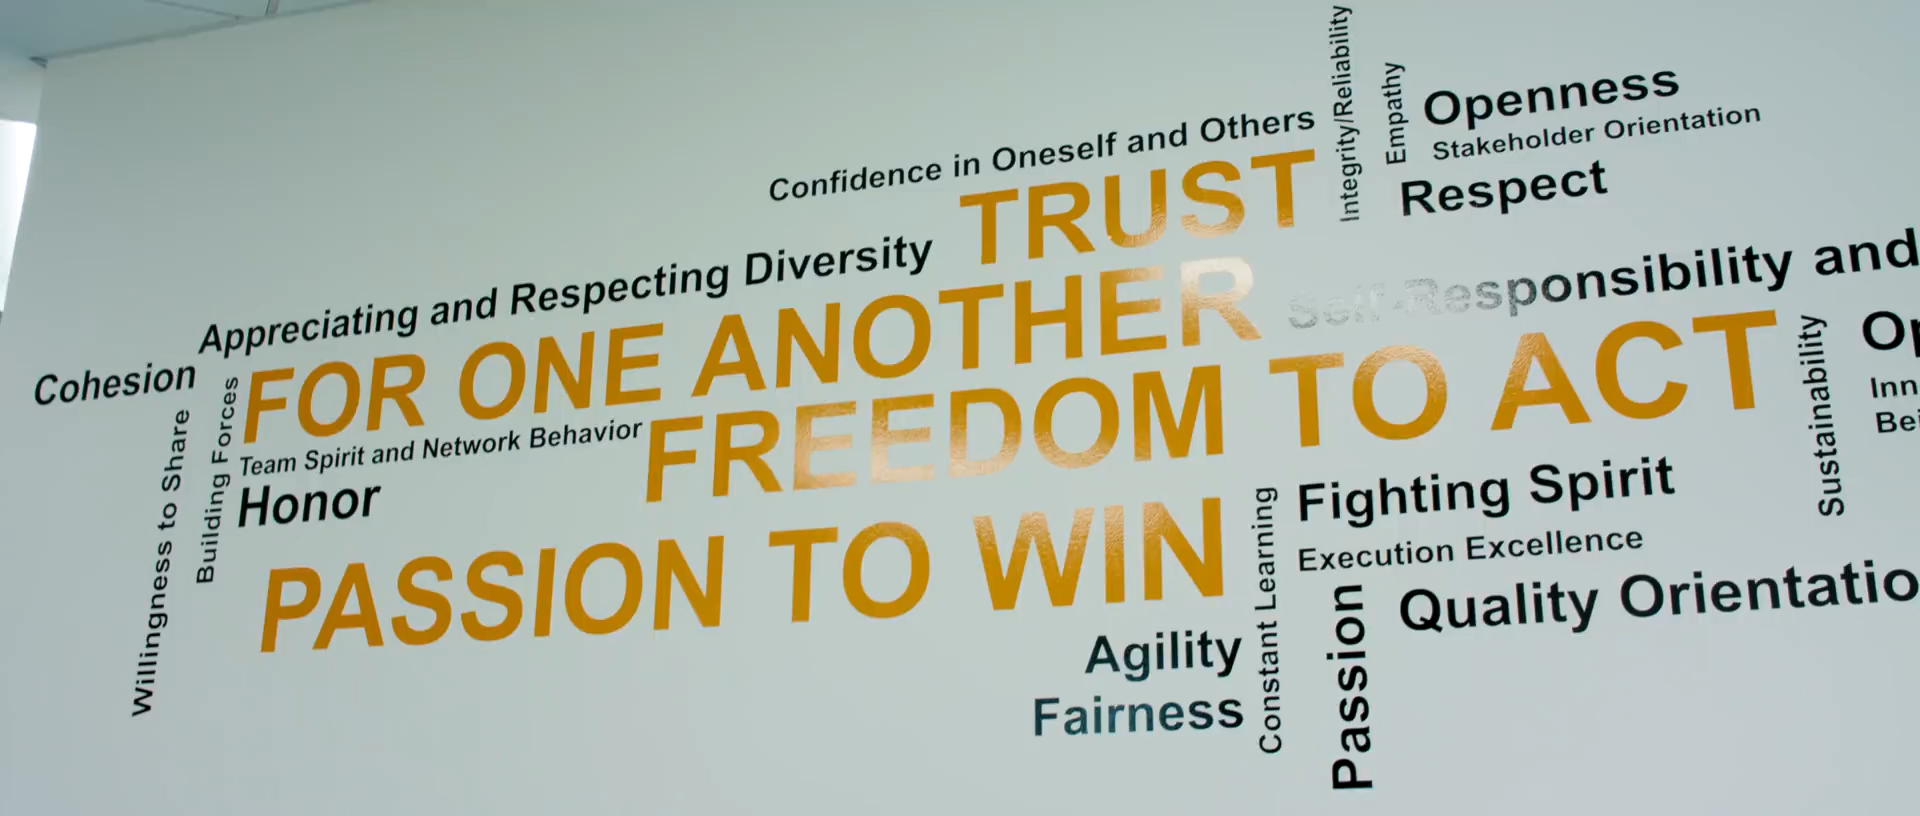 Integrity/Reliability
Empathy
Openness
Confidence in Oneself and Others
Stakeholder Orientation
TRUST
Respect
Appreciating and Respecting Diversity
FOR ONE ANOTHER
Self-Responsibility and
Cohesion
Willingness to Share
Building Forces
Team Spirit and Network Behavior
FREEDOM TO ACT
Sustainability
Honor
Fighting Spirit
PASSION TO WIN
Constant Learning
Execution Excellence
Passion
Quality Orientatio
Agility
Fairness